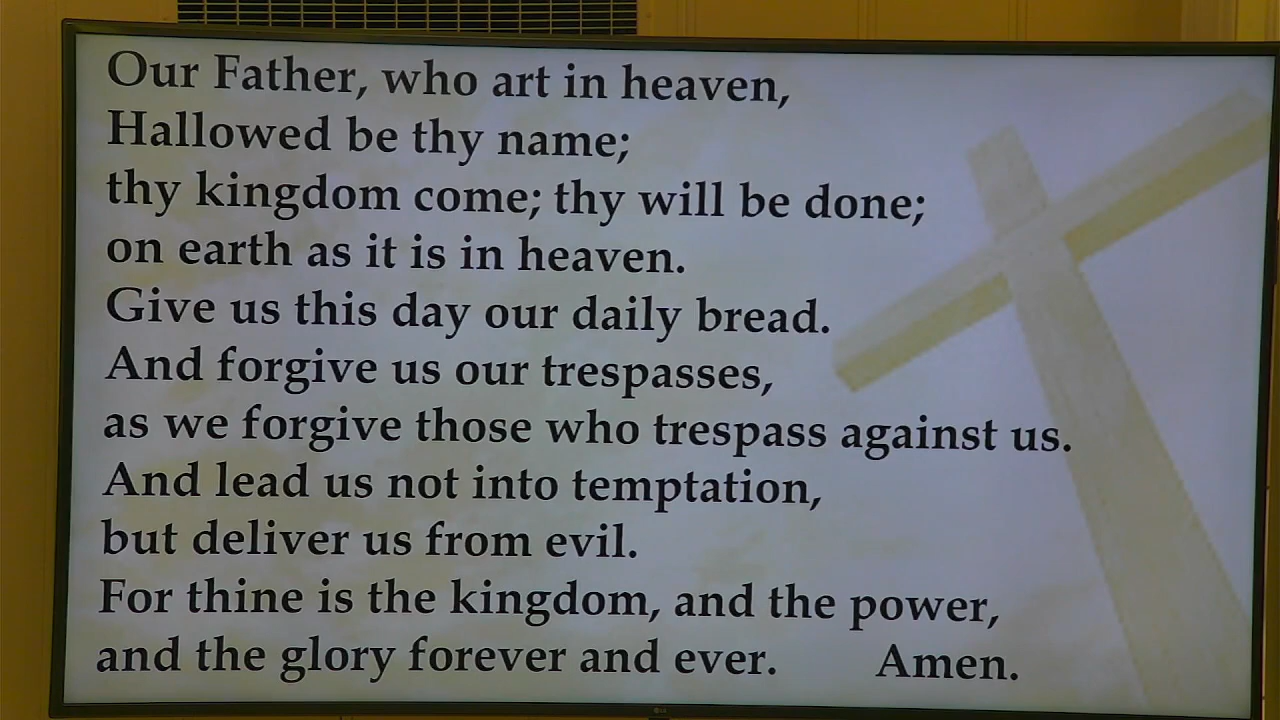 Our Father, who art in heaven,
Hallowed be thy name;
thy kingdom come; thy will be done;
on earth as it is in heaven.
Give us this day our daily bread.
And forgive us our trespasses,
as we forgive those who trespass against us.
And lead us not into temptation,
but deliver us from evil.
For thine is the kingdom, and the power,
and the glory forever and ever. Amen.
LG